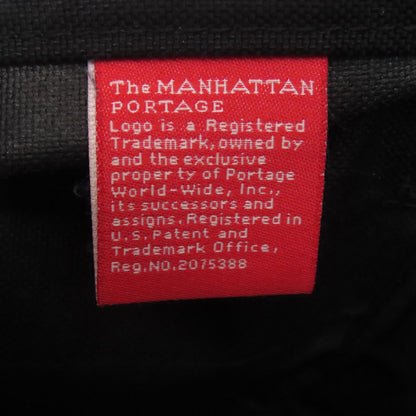 The MANHATTAN
PORTAGE
Logo is a Registered
Trademark, owned by
and the exclusive
property of Portage
World-Wide, Inc.,
its successors and
assigns. Registered in
U.S. Patent and
Trademark Office,
Reg.NO.2075388